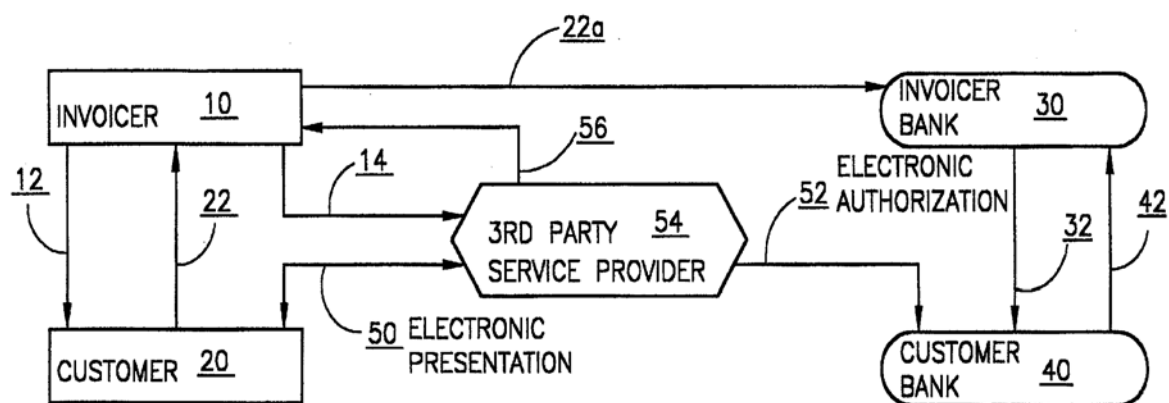 22a
INVOICER 10
INVOICER
BANK 30
56
12
22
14
ELECTRONIC
AUTHORIZATION
52
42
3RD PARTY 54
SERVICE PROVIDER
32
50 ELECTRONIC
PRESENTATION
CUSTOMER 20
CUSTOMER
BANK 40